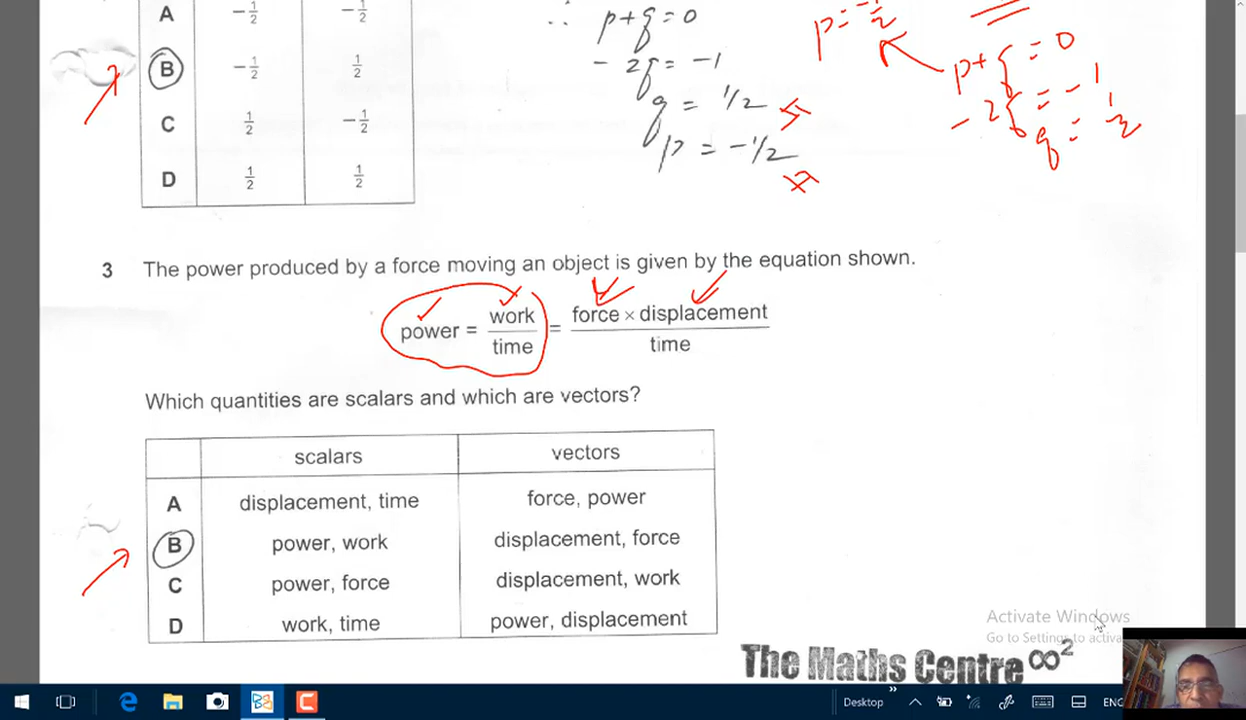 A -1/2 -1/2
B -1/2 1/2
C 1/2 -1/2
D 1/2 1/2
∴ p+q=0
- 2q = -1
q = 1/2
p = -1/2
p = -1/2
p+q = 0
- 2q = -1
q = 1/2
3 The power produced by a force moving an object is given by the equation shown.
power = work/time = force × displacement/time
Which quantities are scalars and which are vectors?
scalars vectors
A displacement, time force, power
B power, work displacement, force
C power, force displacement, work
D work, time power, displacement
Activate Windows
Go to Settings to activa
The Maths Centre ∞²
Desktop
ENG